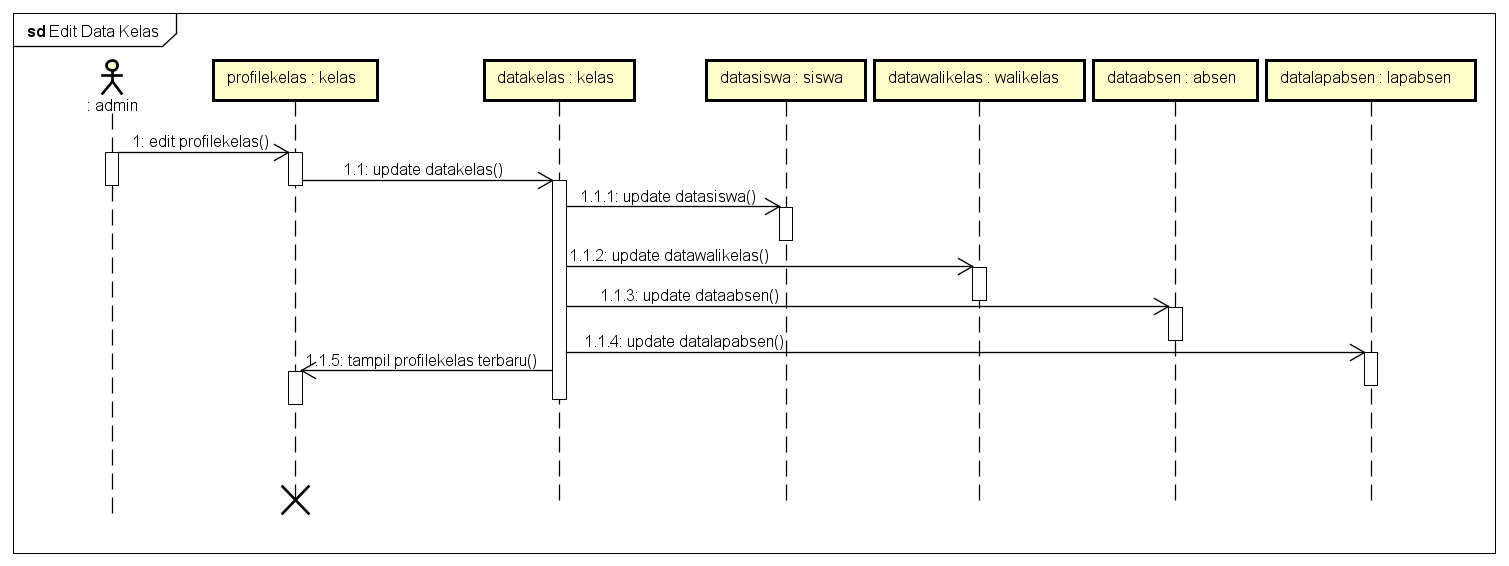 sd Edit Data Kelas
: admin
profilekelas : kelas
datakelas : kelas
datasiswa : siswa
datawalikelas : walikelas
dataabsen : absen
datalapabsen : lapabsen
1: edit profilekelas()
1.1: update datakelas()
1.1.1: update datasiswa()
1.1.2: update datawalikelas()
1.1.3: update dataabsen()
1.1.4: update datalapabsen()
1.1.5: tampil profilekelas terbaru()